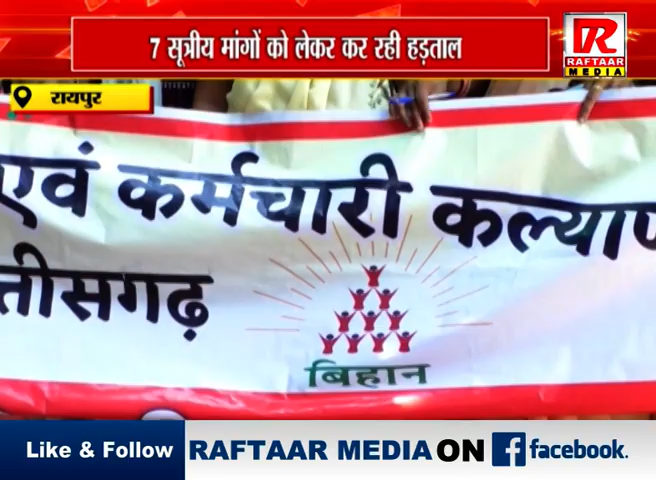 7 सूत्रीय मांगों को लेकर कर रही हड़ताल
R
RAFTAAR
MEDIA
रायपुर
एवं कर्मचारी कल्याण
त्तीसगढ़
बिहान
Like & Follow RAFTAAR MEDIA ON f facebook.